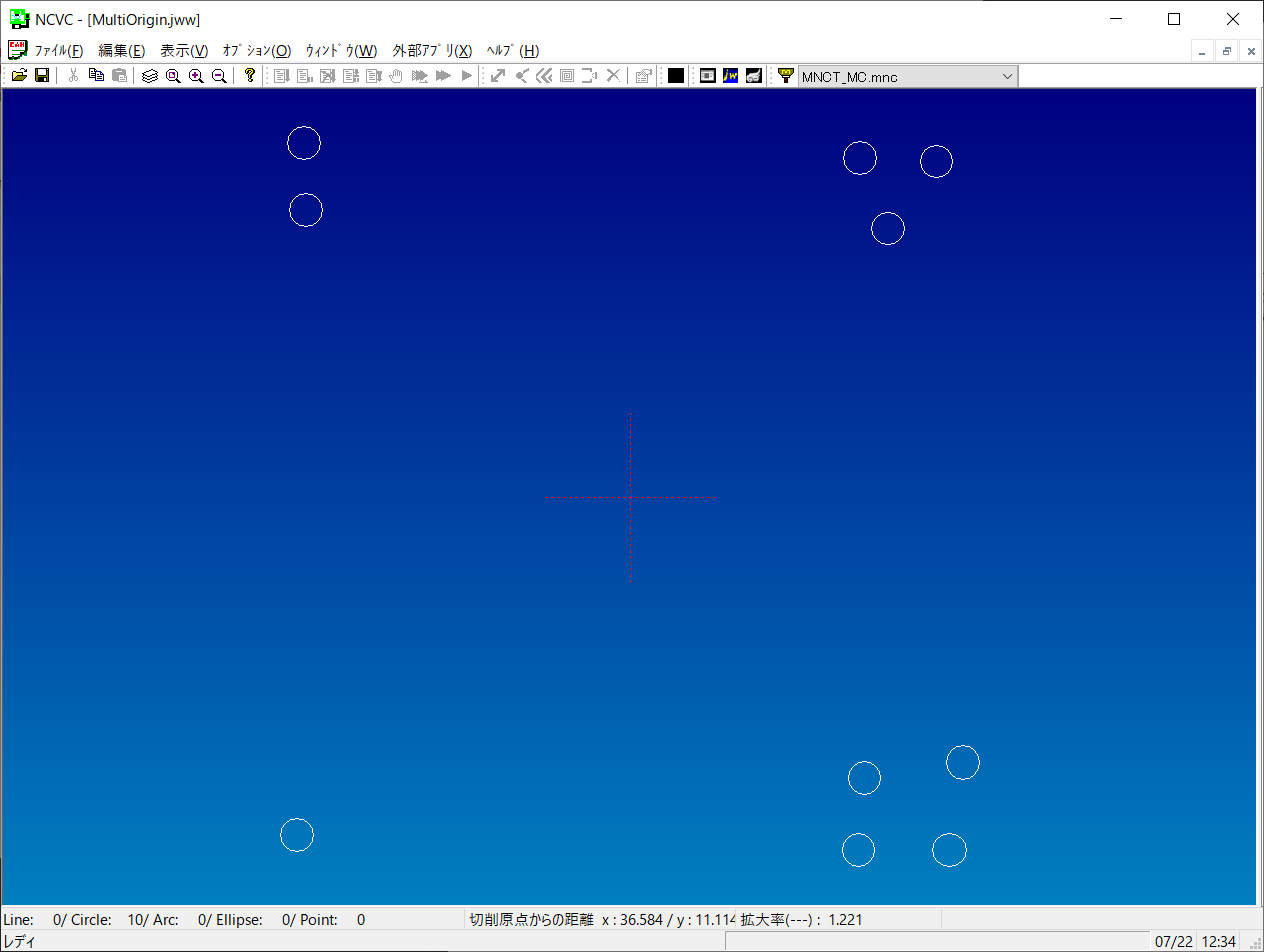 NCVC - [MultiOrigin.jww]
ﾌｧｲﾙ(F) 編集(E) 表示(V) ｵﾌﾟｼｮﾝ(O) ｳｨﾝﾄﾞｳ(W) 外部ｱﾌﾟﾘ(X) ﾍﾙﾌﾟ(H)
MNCT_MC.mnc
Line: 0/ Circle: 10/ Arc: 0/ Ellipse: 0/ Point: 0 切削原点からの距離 x : 36.584 / y : 11.114 拡大率(---) : 1.221
ﾚﾃﾞｨ 07/22 12:34